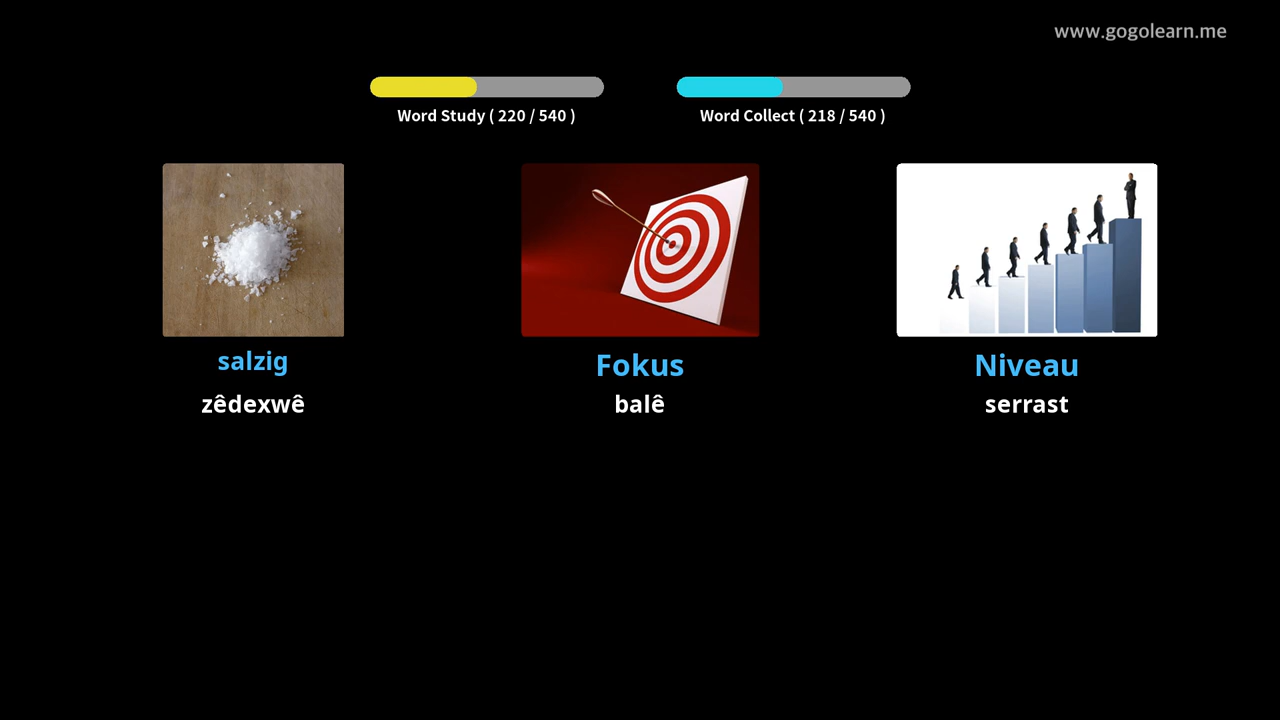 www.gogolearn.me
Word Study ( 220 / 540 )
Word Collect ( 218 / 540 )
salzig
Fokus
Niveau
zêdexwê
balê
serrast